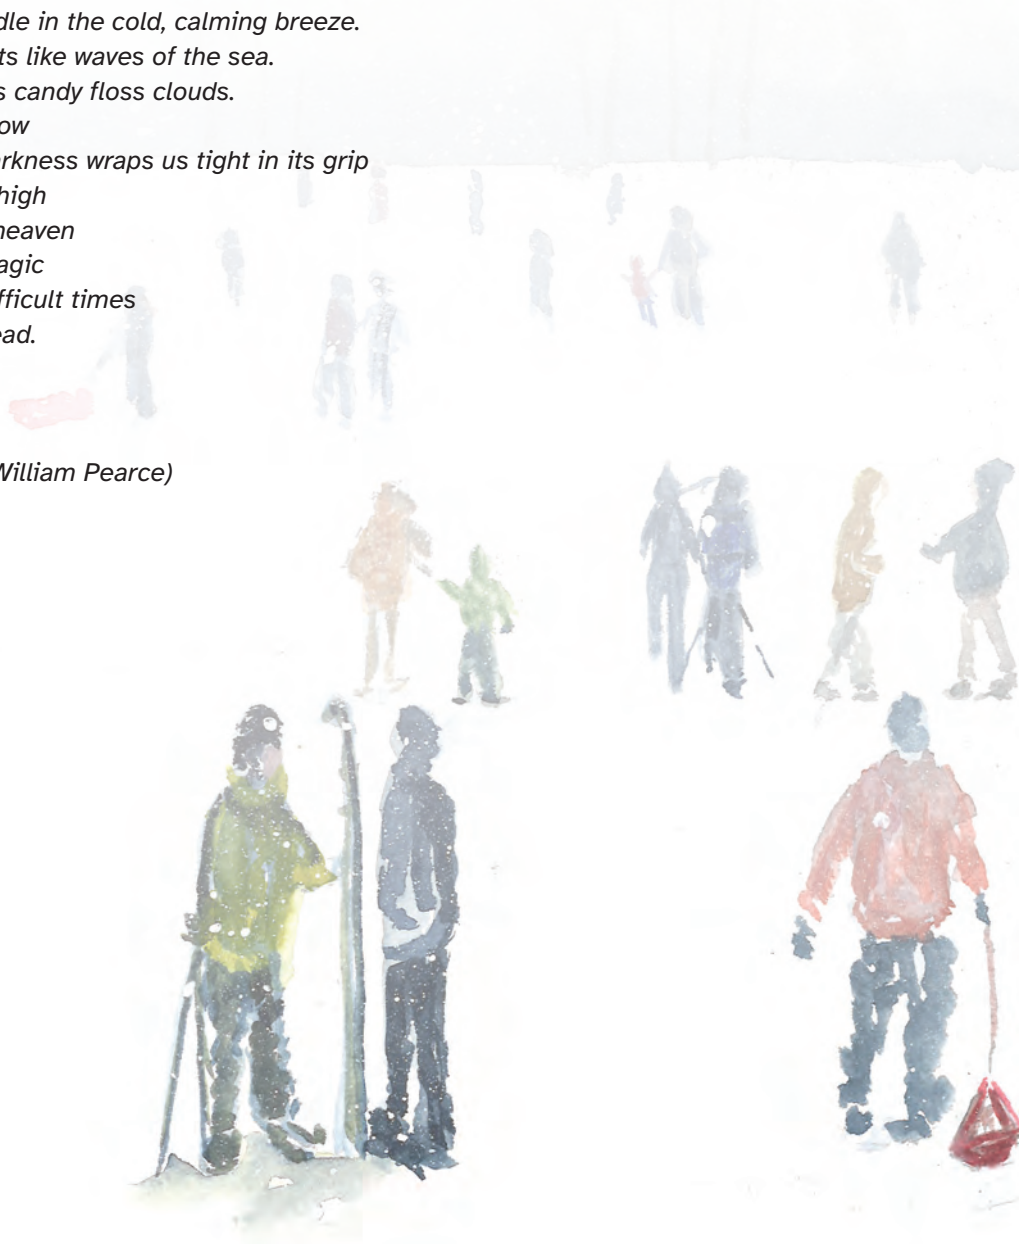 dle in the cold, calming breeze.
ts like waves of the sea.
s candy floss clouds.
ow
rkness wraps us tight in its grip
high
heaven
agic
fficult times
ead.
William Pearce)